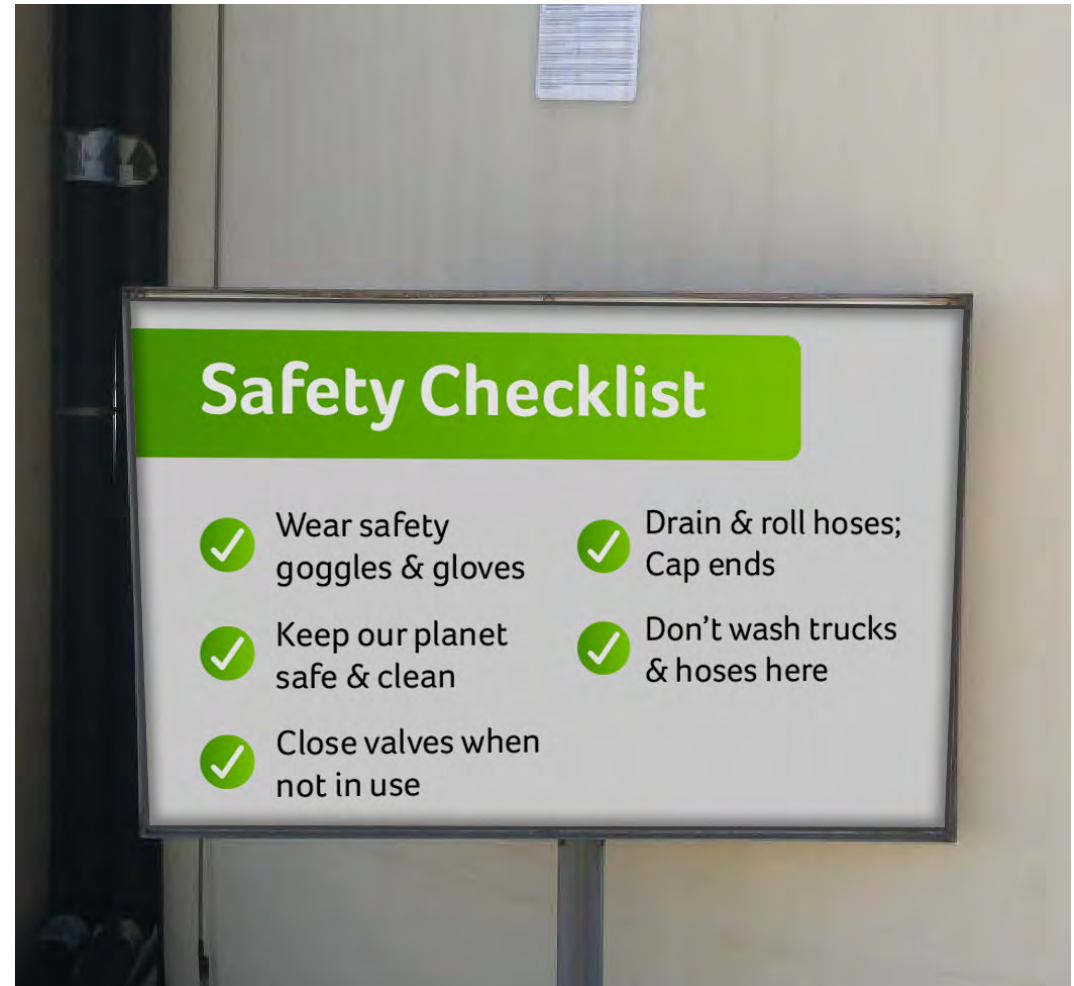 Safety Checklist
Wear safety
goggles & gloves
Keep our planet
safe & clean
Close valves when
not in use
Drain & roll hoses;
Cap ends
Don't wash trucks
& hoses here